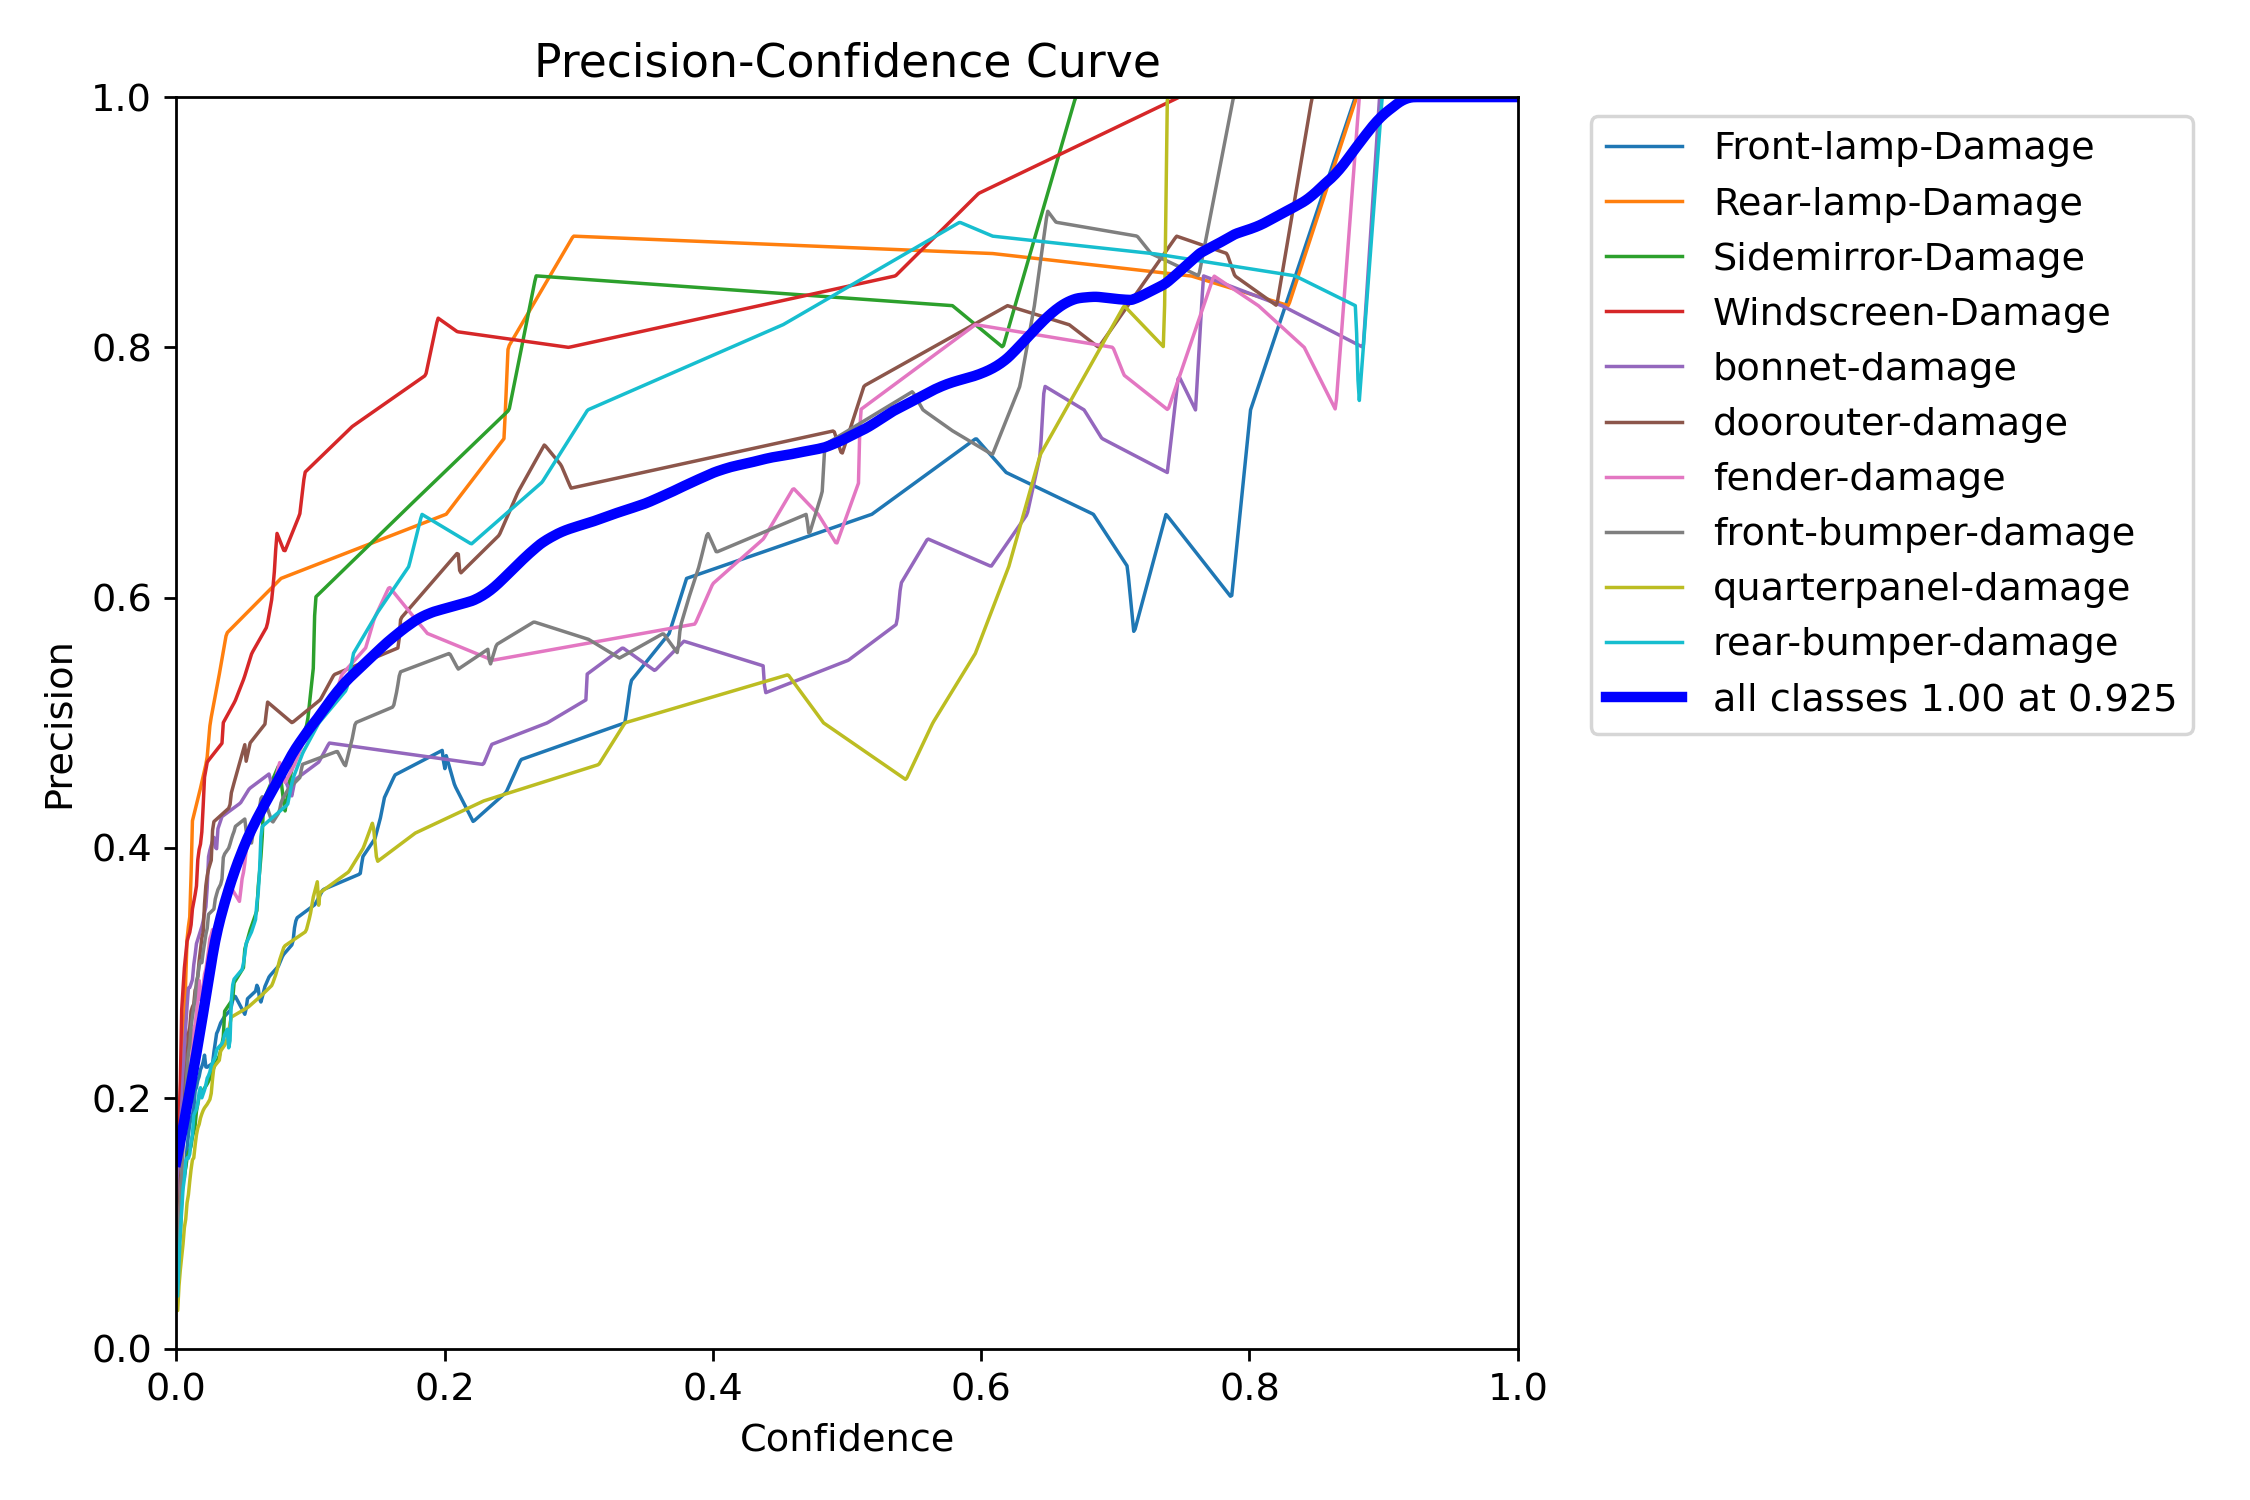 Precision-Confidence Curve
1.0
0.8
0.6
0.4
0.2
0.0
Precision
0.0 0.2 0.4 0.6 0.8 1.0
Confidence
Front-lamp-Damage
Rear-lamp-Damage
Sidemirror-Damage
Windscreen-Damage
bonnet-damage
doorouter-damage
fender-damage
front-bumper-damage
quarterpanel-damage
rear-bumper-damage
all classes 1.00 at 0.925